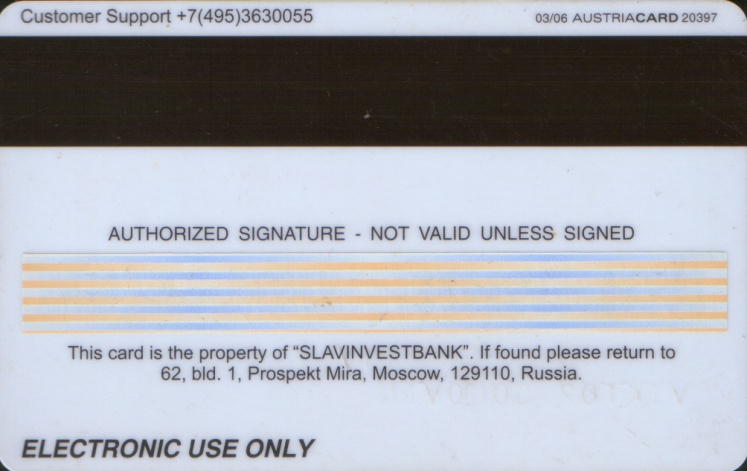 Customer Support +7(495)3630055
03/06 AUSTRIACARD 20397
AUTHORIZED SIGNATURE - NOT VALID UNLESS SIGNED
This card is the property of “SLAVINVESTBANK”. If found please return to
62, bld. 1, Prospekt Mira, Moscow, 129110, Russia.
ELECTRONIC USE ONLY